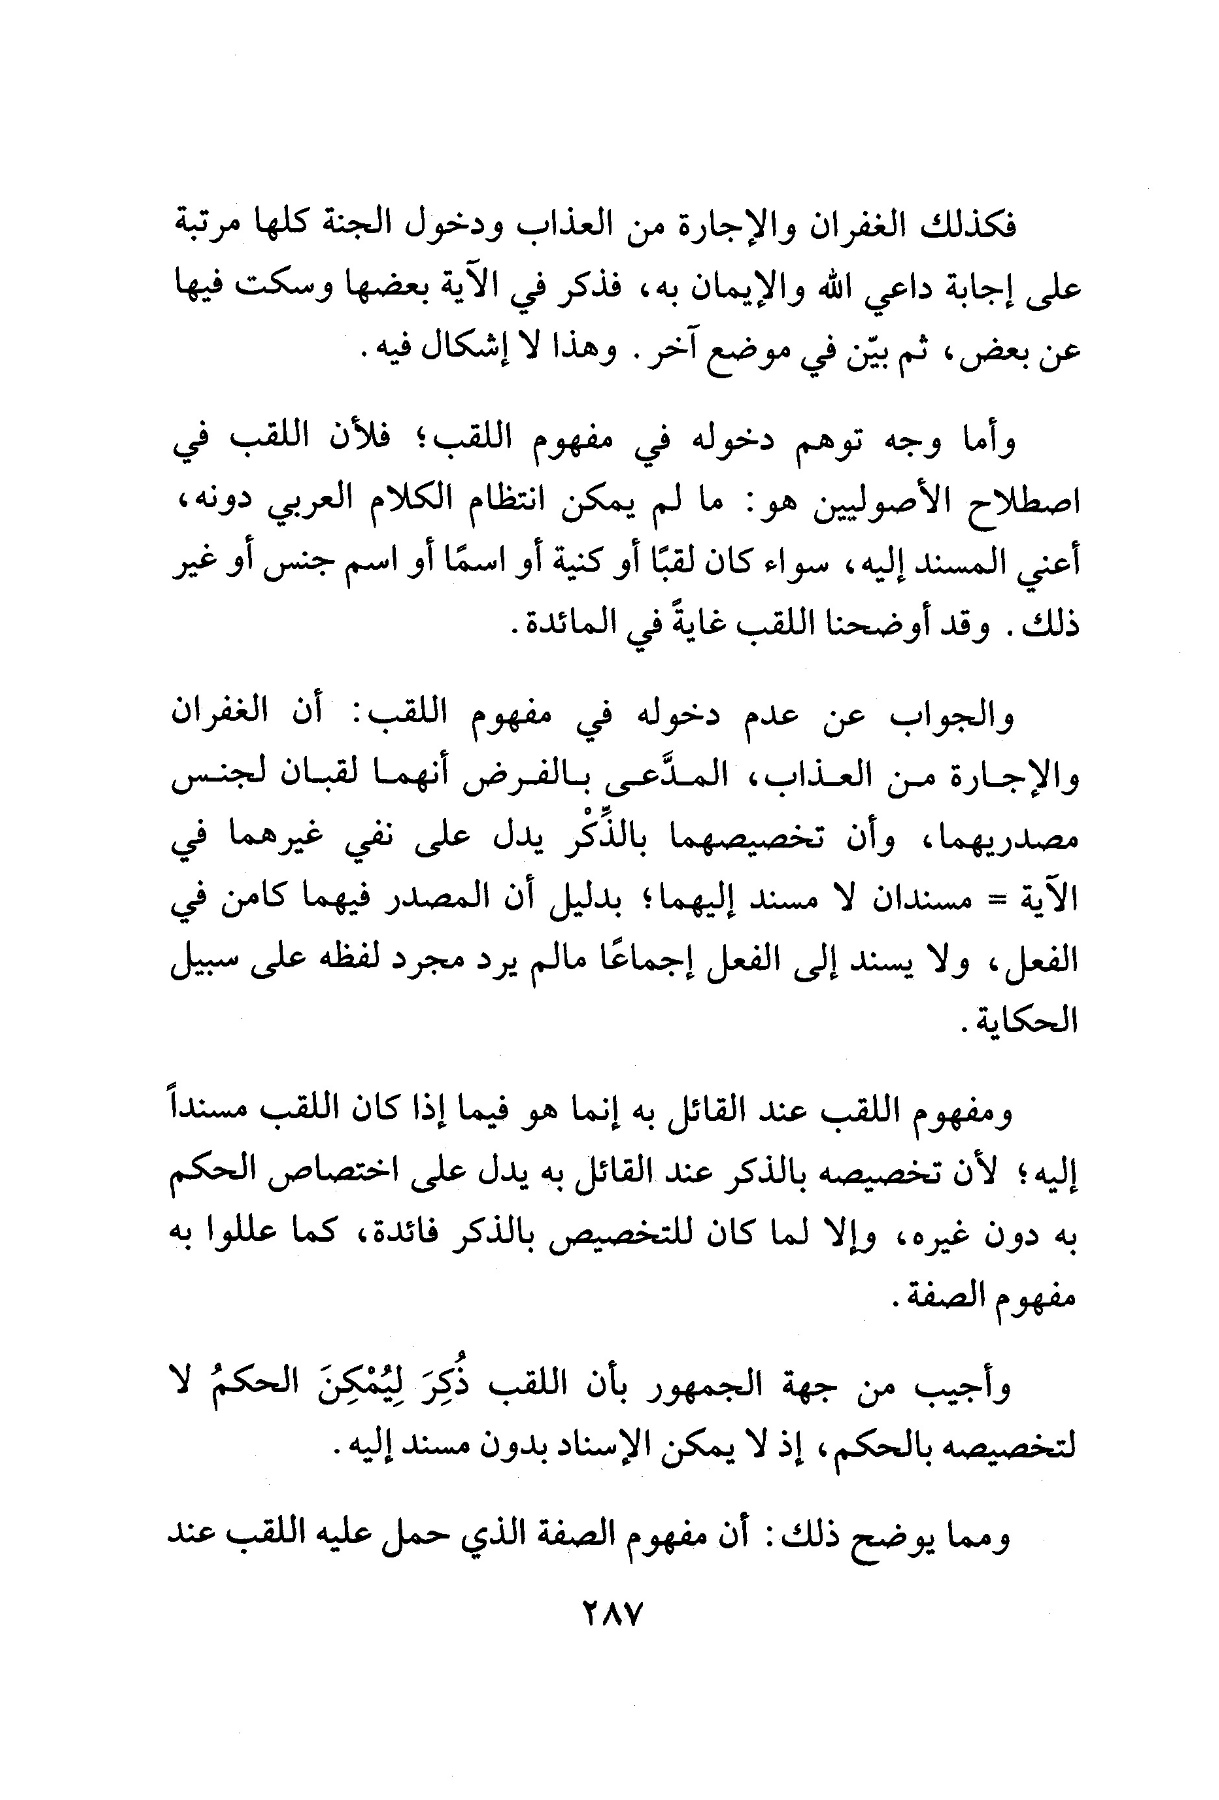 فكذلك الغفران والإجارة من العذاب ودخول الجنة كلها مرتبة
على إجابة داعي الله والإيمان به، فذكر في الآية بعضها وسكت فيها
عن بعض، ثم بيّن في موضع آخر. وهذا لا إشكال فيه.
وأما وجه توهم دخوله في مفهوم اللقب؛ فلأن اللقب في
اصطلاح الأصوليين هو: ما لم يمكن انتظام الكلام العربي دونه،
أعني المسند إليه، سواء كان لقبًا أو كنية أو اسمًا أو اسم جنس أو غير
ذلك. وقد أوضحنا اللقب غايةً في المائدة.
والجواب عن عدم دخوله في مفهوم اللقب: أن الغفران
والإجارة من العذاب، المدَّعى بالفرض أنهما لقبان لجنس
مصدريهما، وأن تخصيصهما بالذِّكْر يدل على نفي غيرهما في
الآية = مسندان لا مسند إليهما؛ بدليل أن المصدر فيهما كامن في
الفعل، ولا يسند إلى الفعل إجماعًا مالم يرد مجرد لفظه على سبيل
الحكاية.
ومفهوم اللقب عند القائل به إنما هو فيما إذا كان اللقب مسنداً
إليه؛ لأن تخصيصه بالذكر عند القائل به يدل على اختصاص الحكم
به دون غيره، وإلا لما كان للتخصيص بالذكر فائدة، كما عللوا به
مفهوم الصفة.
وأجيب من جهة الجمهور بأن اللقب ذُكِرَ لِيُمْكِنَ الحكمُ لا
لتخصيصه بالحكم، إذ لا يمكن الإسناد بدون مسند إليه.
ومما يوضح ذلك: أن مفهوم الصفة الذي حمل عليه اللقب عند
٢٨٧